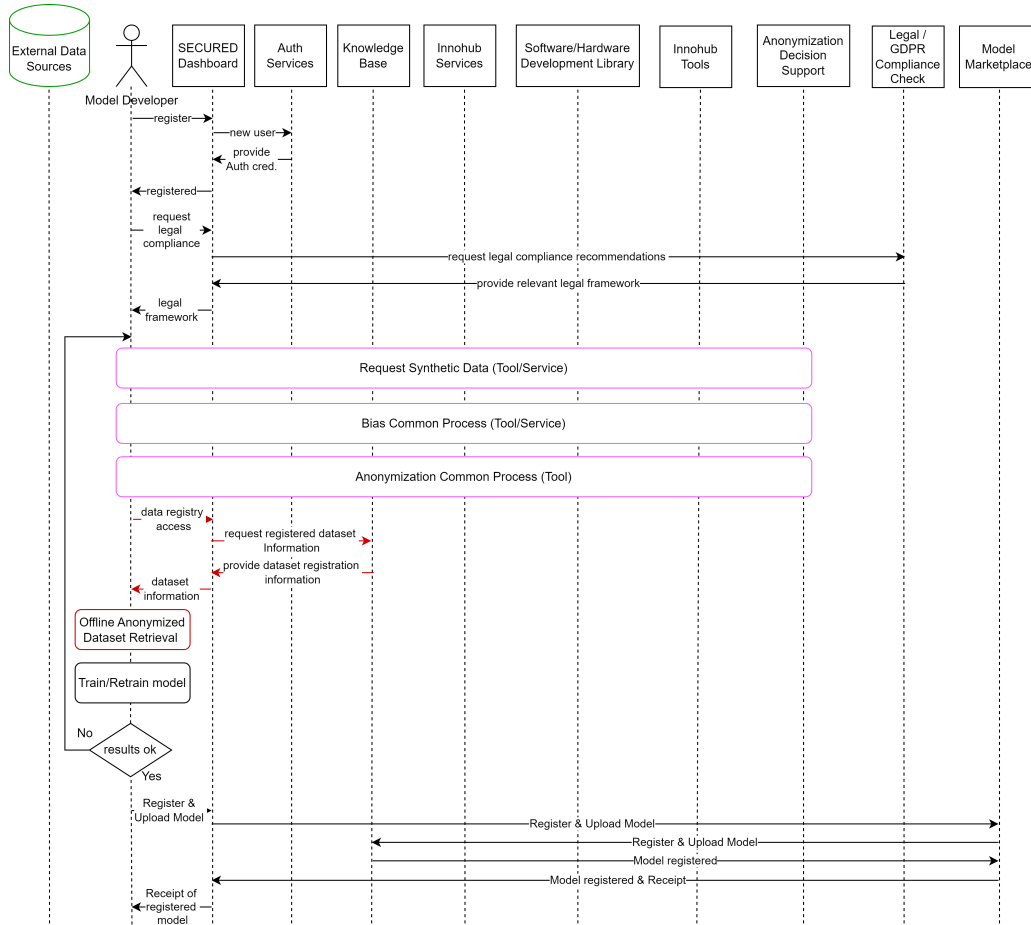 External Data
Sources
Model Developer
SECURED
Dashboard
Auth
Services
Knowledge
Base
Innohub
Services
Software/Hardware
Development Library
Innohub
Tools
Anonymization
Decision
Support
Legal /
GDPR
Compliance
Check
Model
Marketplace
register
new user
provide
Auth cred.
registered
request
legal
compliance
request legal compliance recommendations
provide relevant legal framework
legal
framework
Request Synthetic Data (Tool/Service)
Bias Common Process (Tool/Service)
Anonymization Common Process (Tool)
data registry
access
request registered dataset
Information
provide dataset registration
information
dataset
information
Offline Anonymized
Dataset Retrieval
Train/Retrain model
No
results ok
Yes
Register &
Upload Model
Register & Upload Model
Register & Upload Model
Model registered
Model registered & Receipt
Receipt of
registered
model